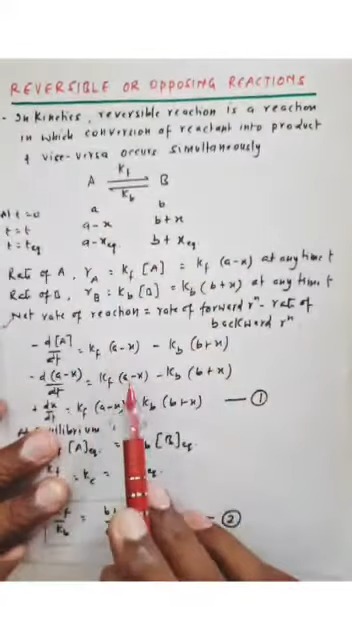 REVERSIBLE OR OPPOSING REACTIONS
- In Kinetics, reversible reaction is a reaction
in which conversion of reactant into product
& vice-versa occurs simultaneously
A ⇌ B
Kf
Kb
At t=0 a b
t = t a-x b+x
t = teq a-xeq b+xeq
Rate of A, rA = Kf [A] = Kf (a-x) at any time t
Rate of B, rB = Kb [B] = Kb (b+x) at any time t
Net rate of reaction = rate of forward rn - rate of
backward rn
- d[A]/dt = Kf (a-x) - Kb (b+x)
- d(a-x)/dt = Kf (a-x) - Kb (b+x)
+ dx/dt = Kf (a-x) Kb (b+x) — ①
At equilibrium
[A]eq = [B]eq
= Kc = eq
Kb = — ②